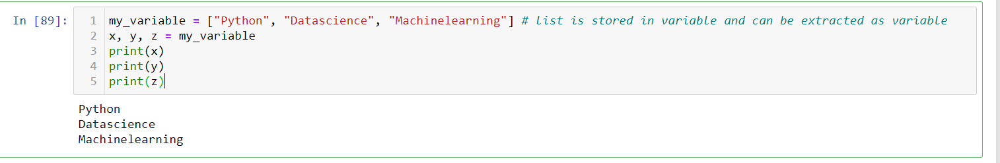 In [89]:
1 my_variable = ["Python", "Datascience", "Machinelearning"] # list is stored in variable and can be extracted as variable
2 x, y, z = my_variable
3 print(x)
4 print(y)
5 print(z)
Python
Datascience
Machinelearning